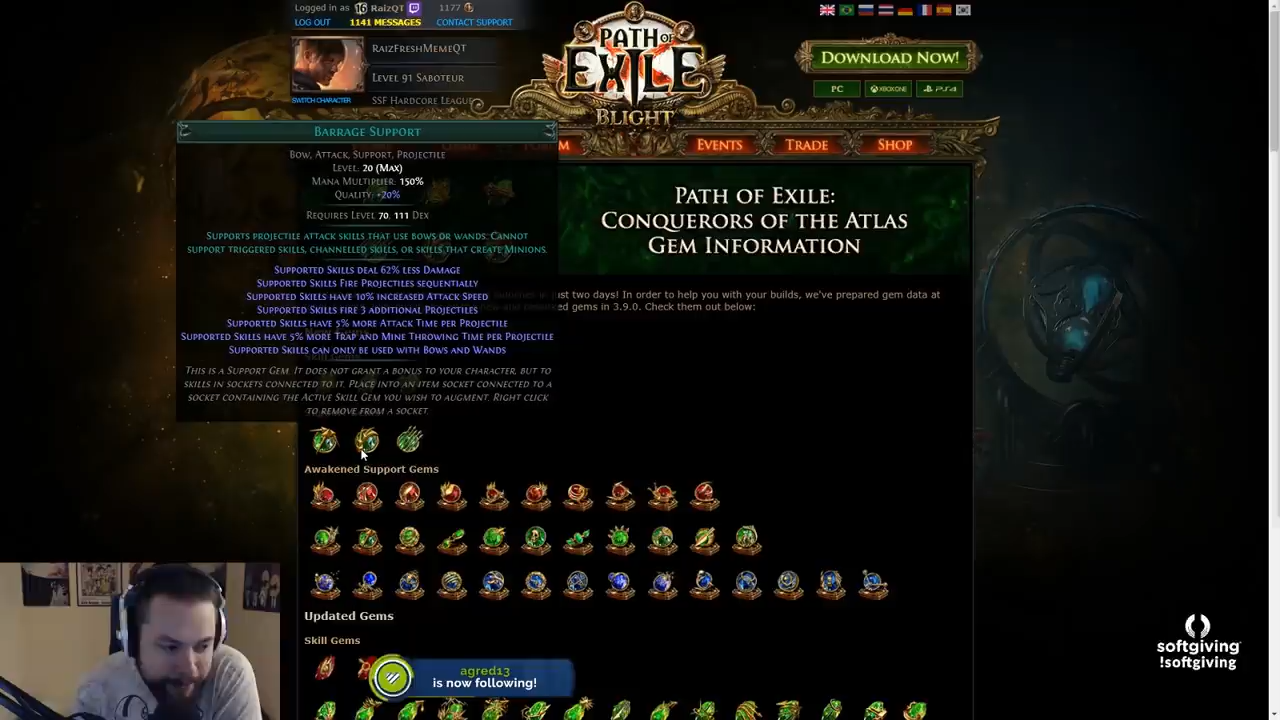 Logged in as RaizQT 1177
LOG OUT 1141 MESSAGES CONTACT SUPPORT
RAIZFRESHMEMEQT
LEVEL 91 SABOTEUR
SWITCH CHARACTER
SSF HARDCORE LEAGUE
PATH OF EXILE
BLIGHT
DOWNLOAD NOW!
PC XBOX ONE PS4
EVENTS TRADE SHOP
BARRAGE SUPPORT
BOW, ATTACK, SUPPORT, PROJECTILE
LEVEL: 20 (MAX)
MANA MULTIPLIER: 150%
QUALITY: +20%
REQUIRES LEVEL 70, 111 DEX
SUPPORTS PROJECTILE ATTACK SKILLS THAT USE BOWS OR WANDS. CANNOT
SUPPORT TRIGGERED SKILLS, CHANNELLED SKILLS, OR SKILLS THAT CREATE MINIONS.
SUPPORTED SKILLS DEAL 62% LESS DAMAGE
SUPPORTED SKILLS FIRE PROJECTILES SEQUENTIALLY
SUPPORTED SKILLS HAVE 10% INCREASED ATTACK SPEED
SUPPORTED SKILLS FIRE 3 ADDITIONAL PROJECTILES
SUPPORTED SKILLS HAVE 5% MORE ATTACK TIME PER PROJECTILE
SUPPORTED SKILLS HAVE 5% MORE TRAP AND MINE THROWING TIME PER PROJECTILE
SUPPORTED SKILLS CAN ONLY BE USED WITH BOWS AND WANDS
THIS IS A SUPPORT GEM. IT DOES NOT GRANT A BONUS TO YOUR CHARACTER, BUT TO
SKILLS IN SOCKETS CONNECTED TO IT. PLACE INTO AN ITEM SOCKET CONNECTED TO A
SOCKET CONTAINING THE ACTIVE SKILL GEM YOU WISH TO AUGMENT. RIGHT CLICK
TO REMOVE FROM A SOCKET.
PATH OF EXILE:
CONQUERORS OF THE ATLAS
GEM INFORMATION
just two days! In order to help you with your builds, we've prepared gem data at
gems in 3.9.0. Check them out below:
Awakened Support Gems
Updated Gems
Skill Gems
agred13
is now following!
softgiving
!softgiving